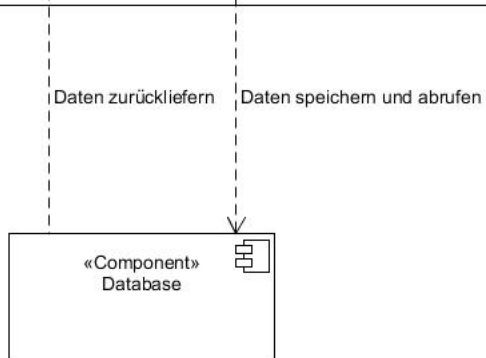 Daten zurückliefern
Daten speichern und abrufen
«Component»
Database